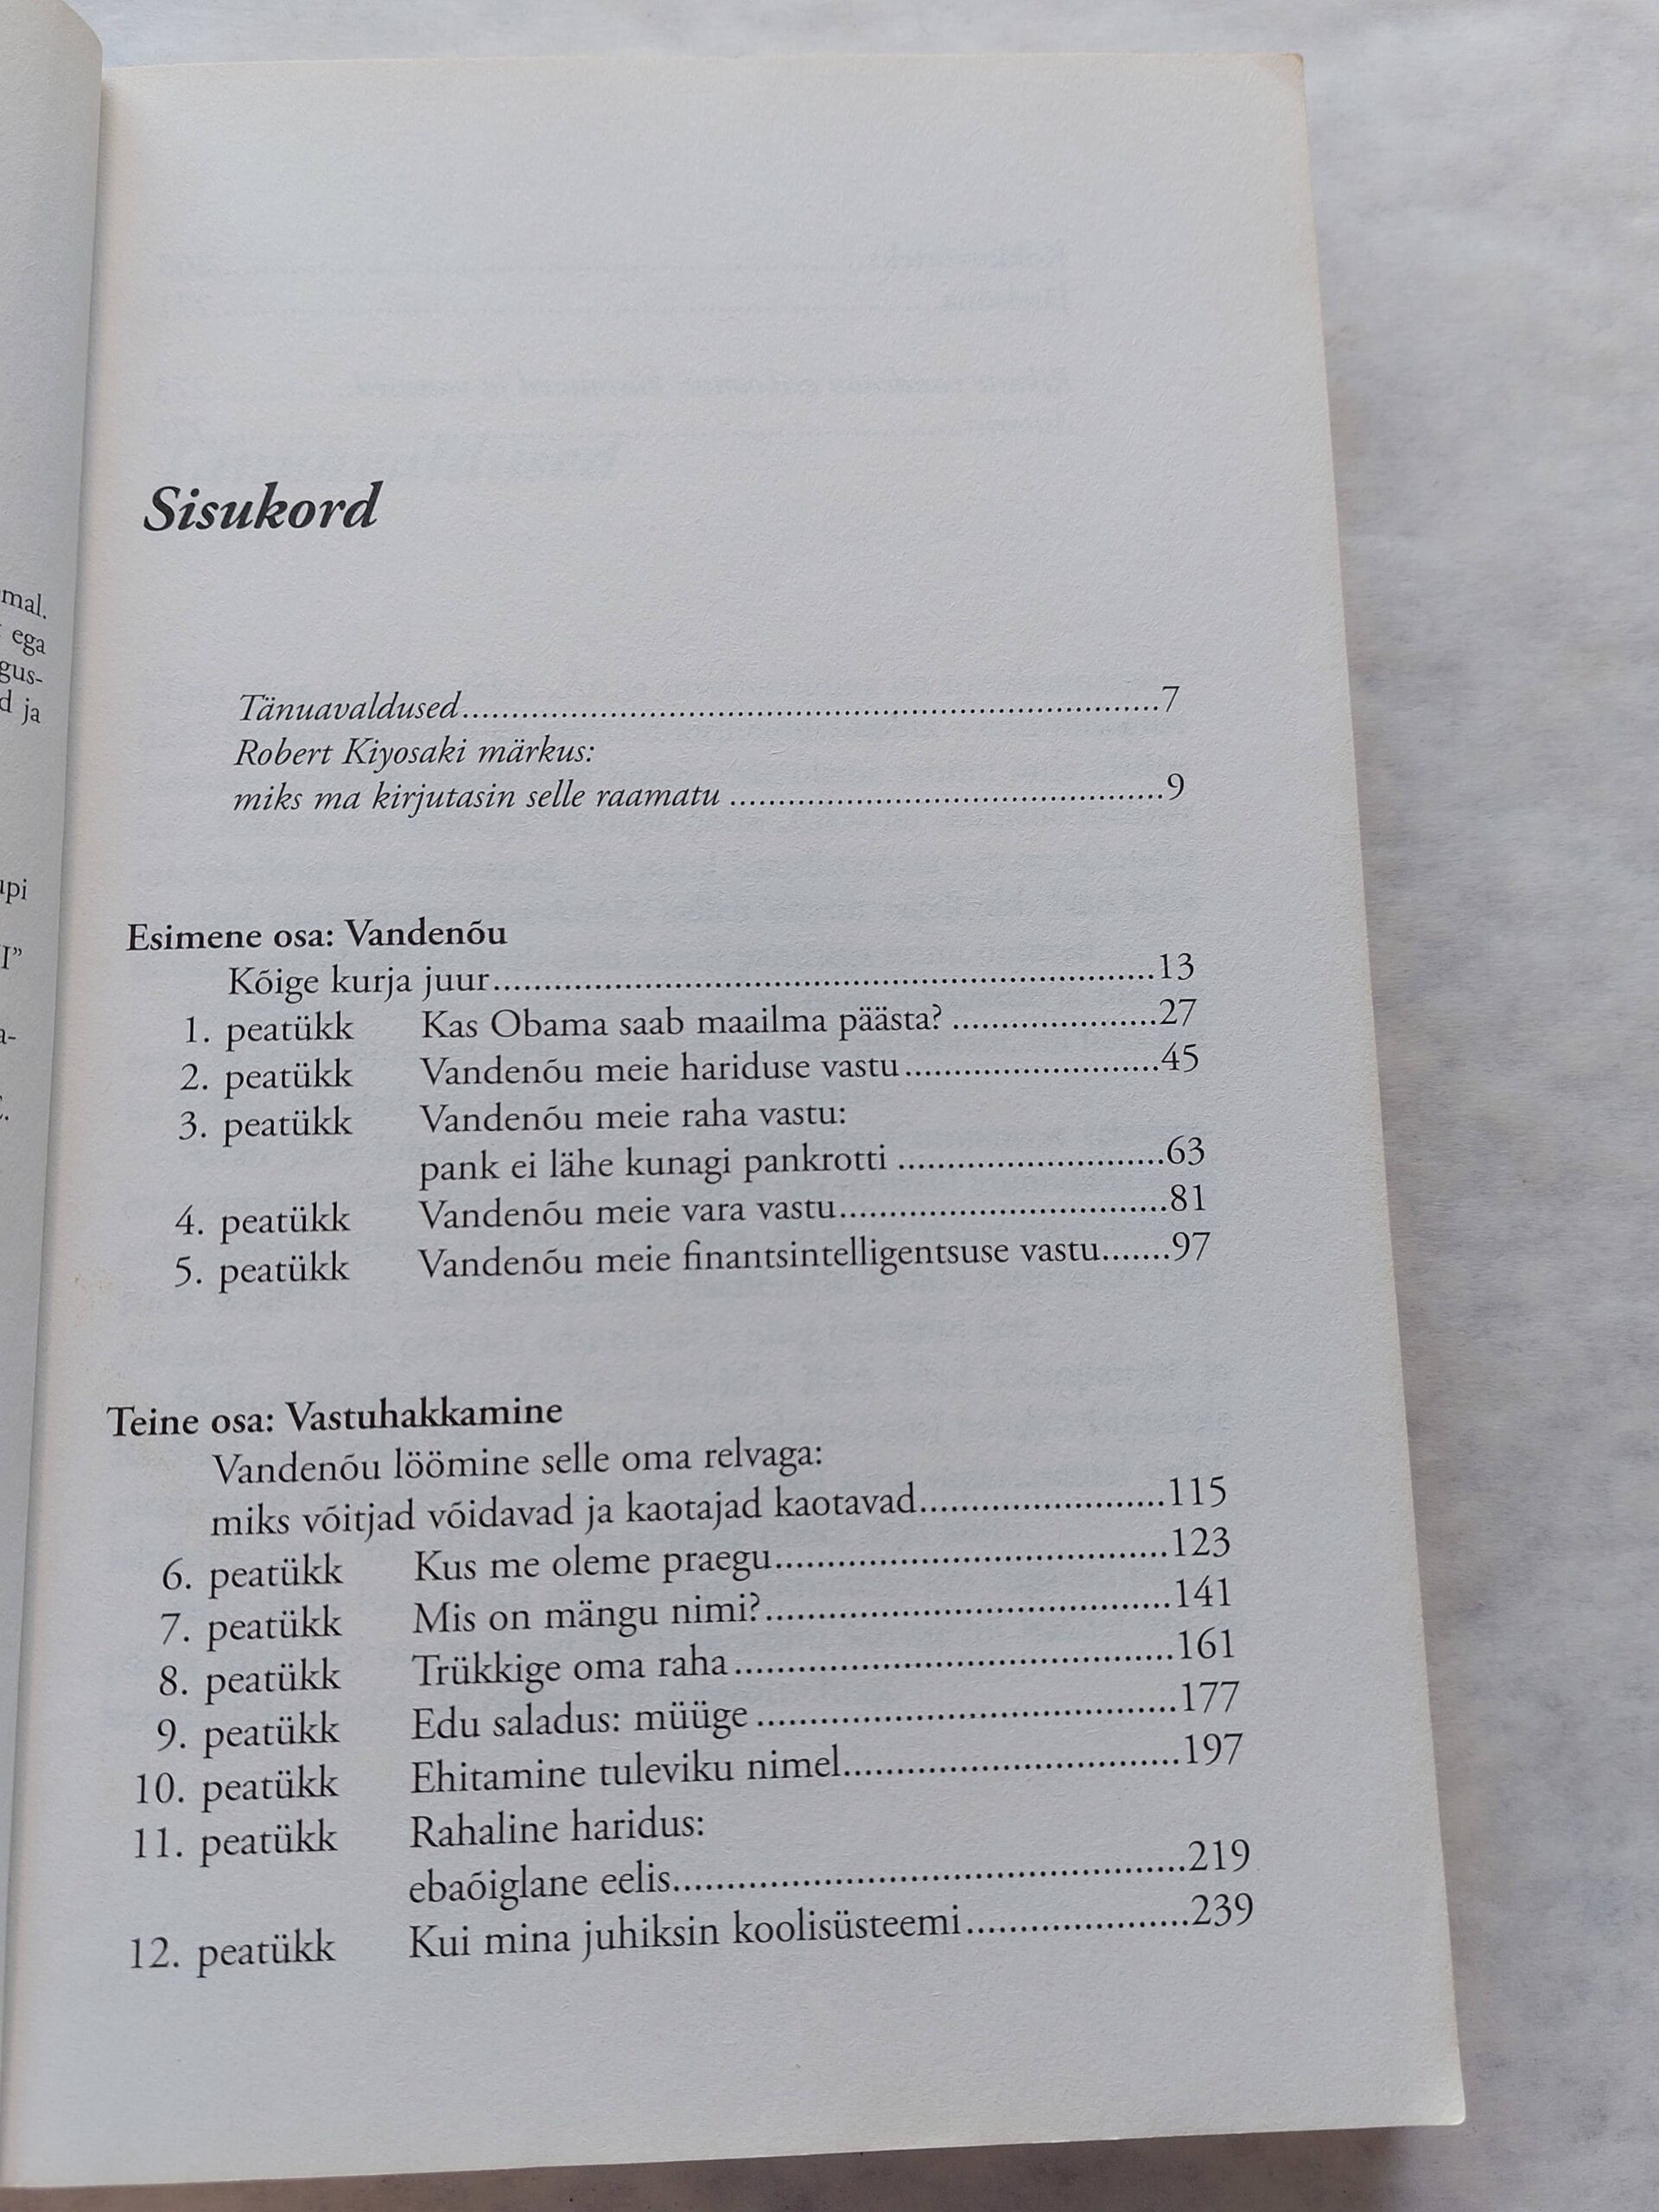 mal.
ega
gus-
d ja
upi
I”
a-
Sisukord
Tänuavaldused.......................................................................7
Robert Kiyosaki märkus:
miks ma kirjutasin selle raamatu ............................................9
Esimene osa: Vandenõu
Kõige kurja juur...................................................................13
1. peatükk Kas Obama saab maailma päästa? .....................27
2. peatükk Vandenõu meie hariduse vastu..........................45
3. peatükk Vandenõu meie raha vastu:
pank ei lähe kunagi pankrotti ...........................63
4. peatükk Vandenõu meie vara vastu.................................81
5. peatükk Vandenõu meie finantsintelligentsuse vastu.......97
Teine osa: Vastuhakkamine
Vandenõu löömine selle oma relvaga:
miks võitjad võidavad ja kaotajad kaotavad........................115
6. peatükk Kus me oleme praegu......................................123
7. peatükk Mis on mängu nimi?.......................................141
8. peatükk Trükkige oma raha..........................................161
9. peatükk Edu saladus: müüge ........................................177
10. peatükk Ehitamine tuleviku nimel................................197
11. peatükk Rahaline haridus:
ebaõiglane eelis................................................219
12. peatükk Kui mina juhiksin koolisüsteemi.....................239